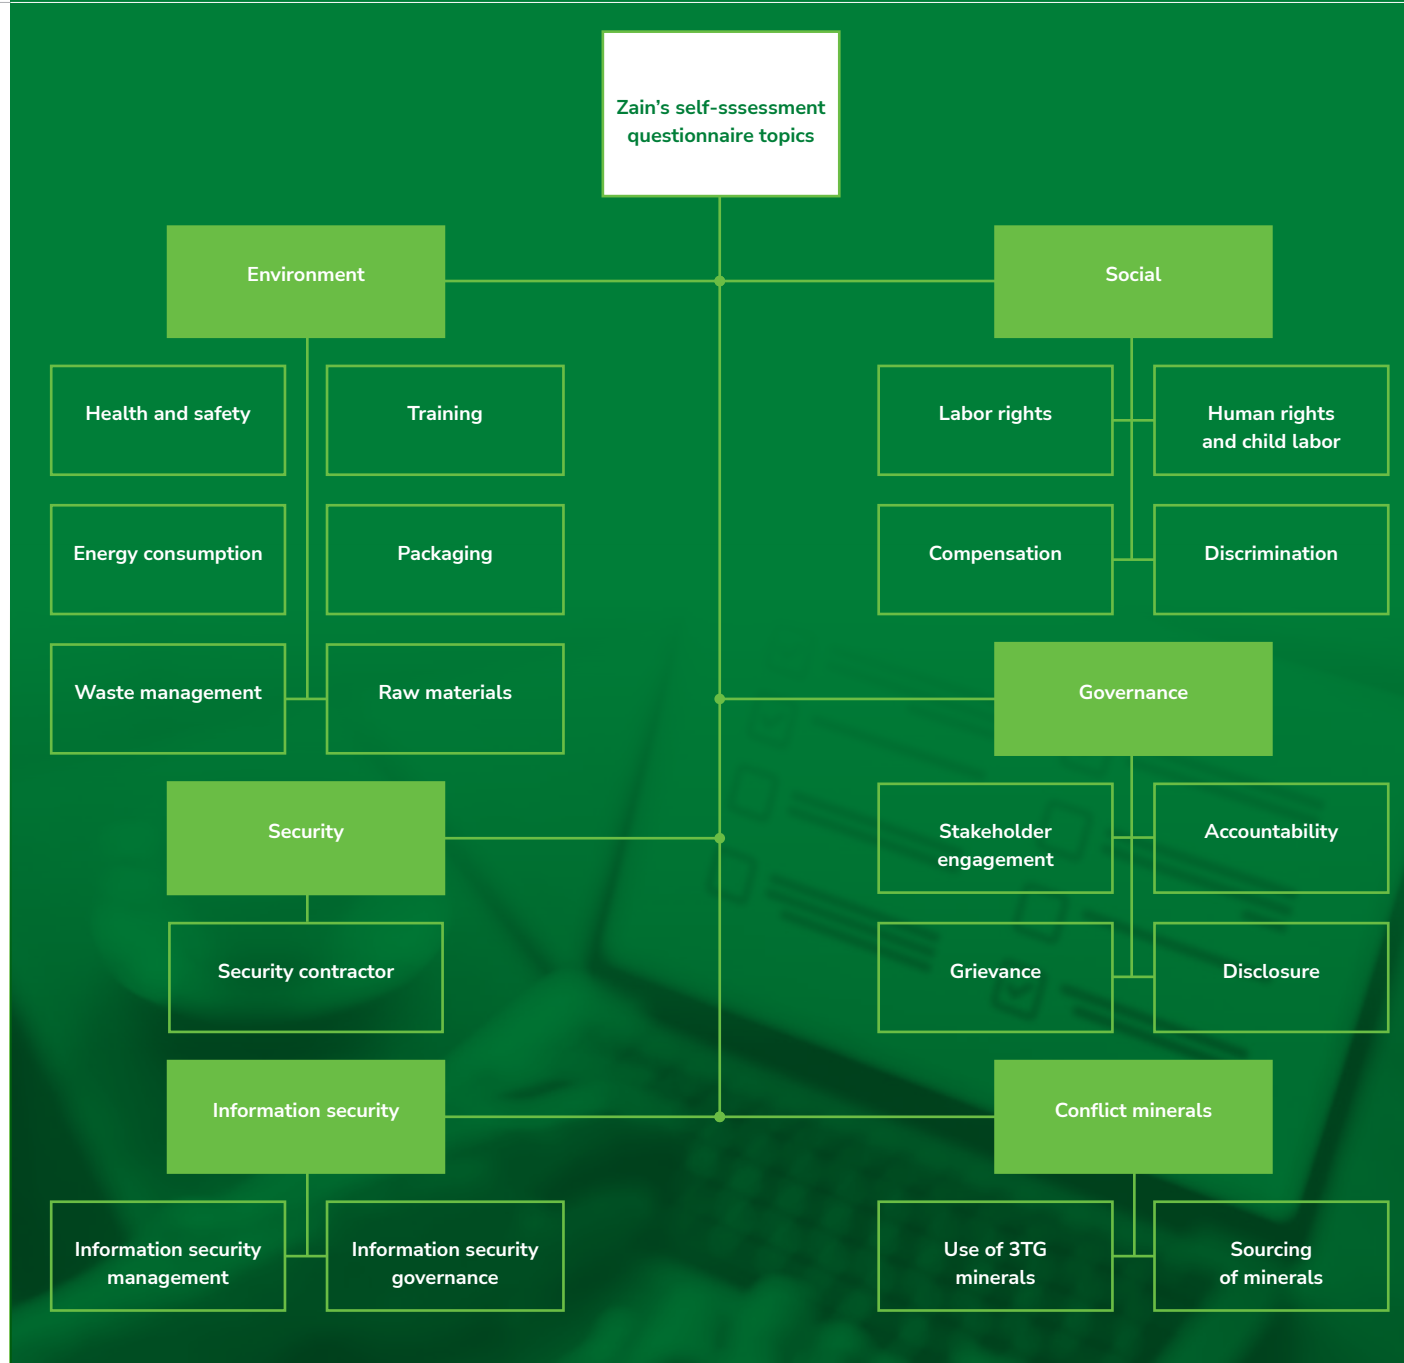 Zain’s self-sssessment
questionnaire topics
Environment
Social
Health and safety
Training
Labor rights
Human rights
and child labor
Energy consumption
Packaging
Compensation
Discrimination
Waste management
Raw materials
Governance
Security
Stakeholder
engagement
Accountability
Security contractor
Grievance
Disclosure
Information security
Conflict minerals
Information security
management
Information security
governance
Use of 3TG
minerals
Sourcing
of minerals